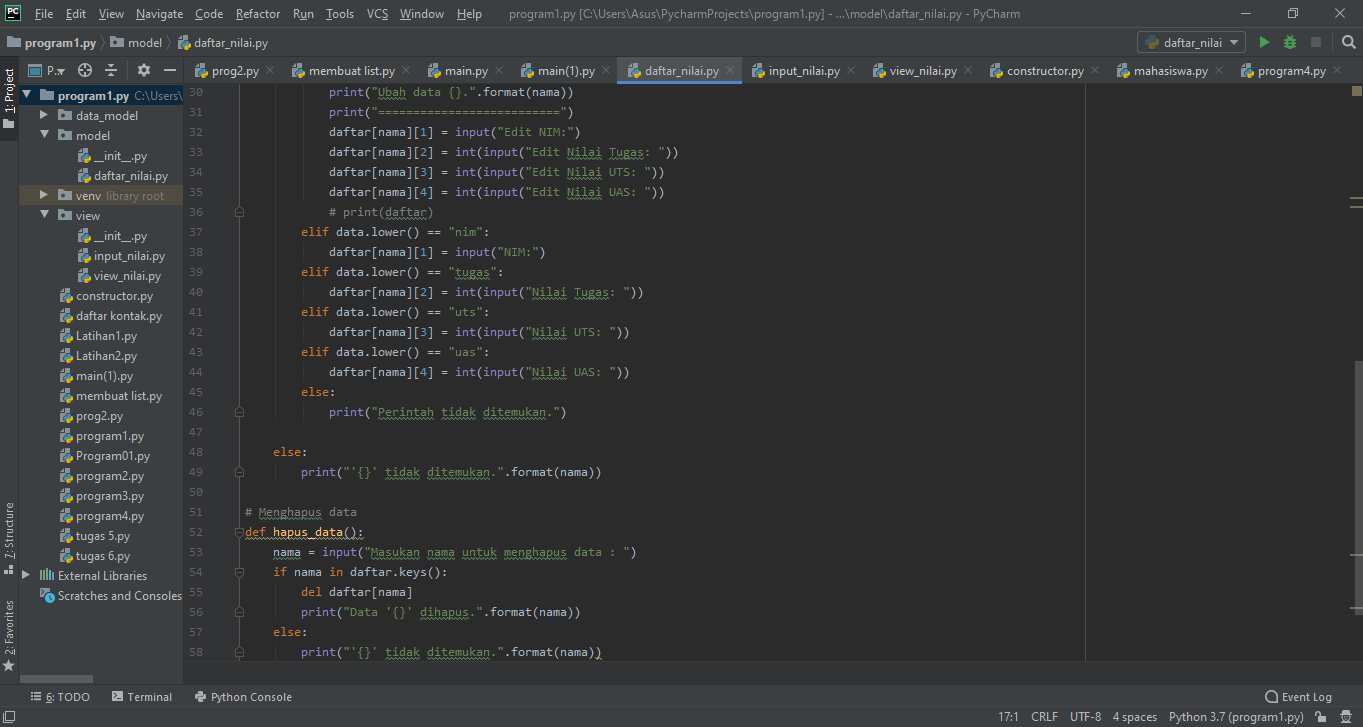 PC File Edit View Navigate Code Refactor Run Tools VCS Window Help program1.py [C:\Users\Asus\PycharmProjects\program1.py] - ...\model\daftar_nilai.py - PyCharm
program1.py model daftar_nilai.py daftar_nilai
1: Project
P... prog2.py membuat list.py main.py main(1).py daftar_nilai.py input_nilai.py view_nilai.py constructor.py mahasiswa.py program4.py
program1.py C:\Users\
data_model
model
__init__.py
daftar_nilai.py
venv library root
view
__init__.py
input_nilai.py
view_nilai.py
constructor.py
daftar kontak.py
Latihan1.py
Latihan2.py
main(1).py
membuat list.py
prog2.py
program1.py
Program01.py
program2.py
program3.py
program4.py
tugas 5.py
tugas 6.py
External Libraries
Scratches and Consoles
7: Structure
2: Favorites
30 print("Ubah data {}.".format(nama))
31 print("==========================")
32 daftar[nama][1] = input("Edit NIM:")
33 daftar[nama][2] = int(input("Edit Nilai Tugas: "))
34 daftar[nama][3] = int(input("Edit Nilai UTS: "))
35 daftar[nama][4] = int(input("Edit Nilai UAS: "))
36 # print(daftar)
37 elif data.lower() == "nim":
38 daftar[nama][1] = input("NIM:")
39 elif data.lower() == "tugas":
40 daftar[nama][2] = int(input("Nilai Tugas: "))
41 elif data.lower() == "uts":
42 daftar[nama][3] = int(input("Nilai UTS: "))
43 elif data.lower() == "uas":
44 daftar[nama][4] = int(input("Nilai UAS: "))
45 else:
46 print("Perintah tidak ditemukan.")
47
48 else:
49 print("'{}' tidak ditemukan.".format(nama))
50
51 # Menghapus data
52 def hapus_data():
53 nama = input("Masukan nama untuk menghapus data : ")
54 if nama in daftar.keys():
55 del daftar[nama]
56 print("Data '{}' dihapus.".format(nama))
57 else:
58 print("'{}' tidak ditemukan.".format(nama))
6: TODO Terminal Python Console Event Log
17:1 CRLF UTF-8 4 spaces Python 3.7 (program1.py)